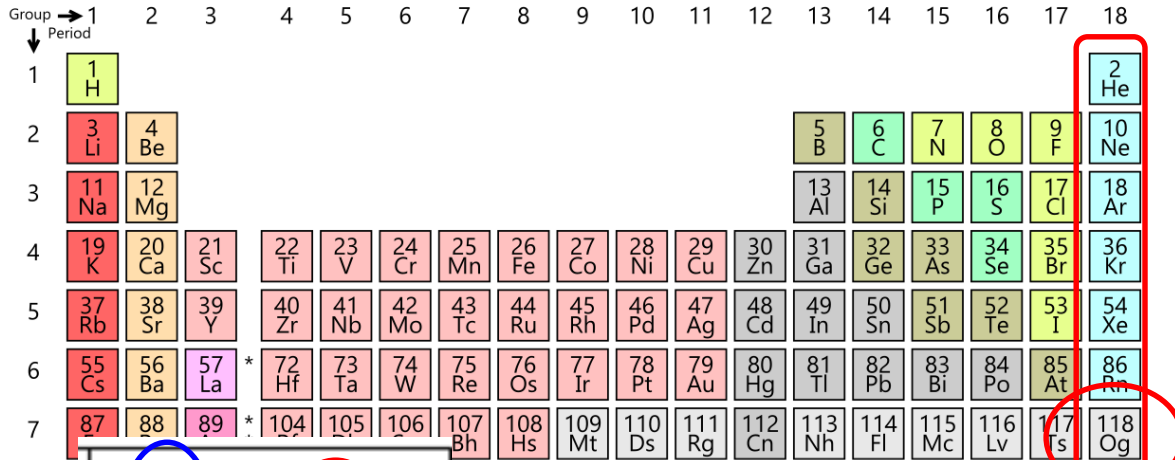 Group → 1 2 3 4 5 6 7 8 9 10 11 12 13 14 15 16 17 18
Period
1
1 2
H He
2
3 4 5 6 7 8 9 10
Li Be B C N O F Ne
3
11 12 13 14 15 16 17 18
Na Mg Al Si P S Cl Ar
4
19 20 21 22 23 24 25 26 27 28 29 30 31 32 33 34 35 36
K Ca Sc Ti V Cr Mn Fe Co Ni Cu Zn Ga Ge As Se Br Kr
5
37 38 39 40 41 42 43 44 45 46 47 48 49 50 51 52 53 54
Rb Sr Y Zr Nb Mo Tc Ru Rh Pd Ag Cd In Sn Sb Te I Xe
6
55 56 57 * 72 73 74 75 76 77 78 79 80 81 82 83 84 85 86
Cs Ba La Hf Ta W Re Os Ir Pt Au Hg Tl Pb Bi Po At Rn
7
87 88 89 * 104 105 106 107 108 109 110 111 112 113 114 115 116 117 118
Bh Hs Mt Ds Rg Cn Nh Fl Mc Lv Ts Og